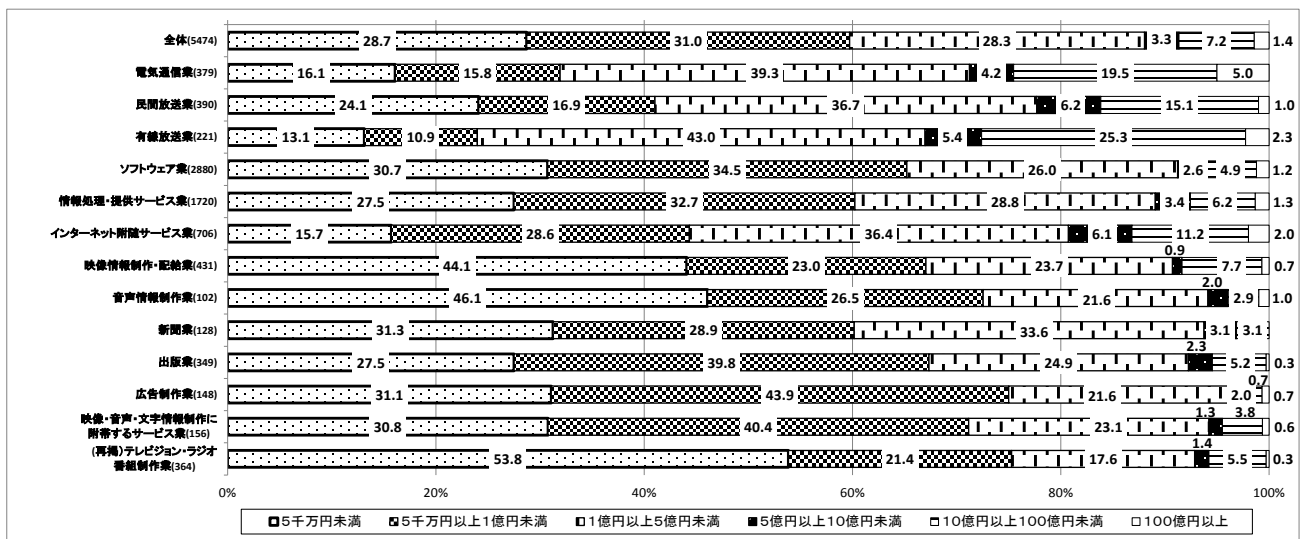 全体(5474) 28.7 31.0 28.3 3.3 7.2 1.4
電気通信業(379) 16.1 15.8 39.3 4.2 19.5 5.0
民間放送業(390) 24.1 16.9 36.7 6.2 15.1 1.0
有線放送業(221) 13.1 10.9 43.0 5.4 25.3 2.3
ソフトウェア業(2880) 30.7 34.5 26.0 2.6 4.9 1.2
情報処理・提供サービス業(1720) 27.5 32.7 28.8 3.4 6.2 1.3
インターネット附随サービス業(706) 15.7 28.6 36.4 6.1 11.2 2.0
映像情報制作・配給業(431) 44.1 23.0 23.7 0.9 7.7 0.7
音声情報制作業(102) 46.1 26.5 21.6 2.0 2.9 1.0
新聞業(128) 31.3 28.9 33.6 3.1 3.1
出版業(349) 27.5 39.8 24.9 2.3 5.2 0.3
広告制作業(148) 31.1 43.9 21.6 2.0 0.7 0.7
映像・音声・文字情報制作に
附帯するサービス業(156) 30.8 40.4 23.1 1.3 3.8 0.6
(再掲)テレビジョン・ラジオ
番組制作業(364) 53.8 21.4 17.6 1.4 5.5 0.3
0% 20% 40% 60% 80% 100%
5千万円未満 5千万円以上1億円未満 1億円以上5億円未満 5億円以上10億円未満 10億円以上100億円未満 100億円以上